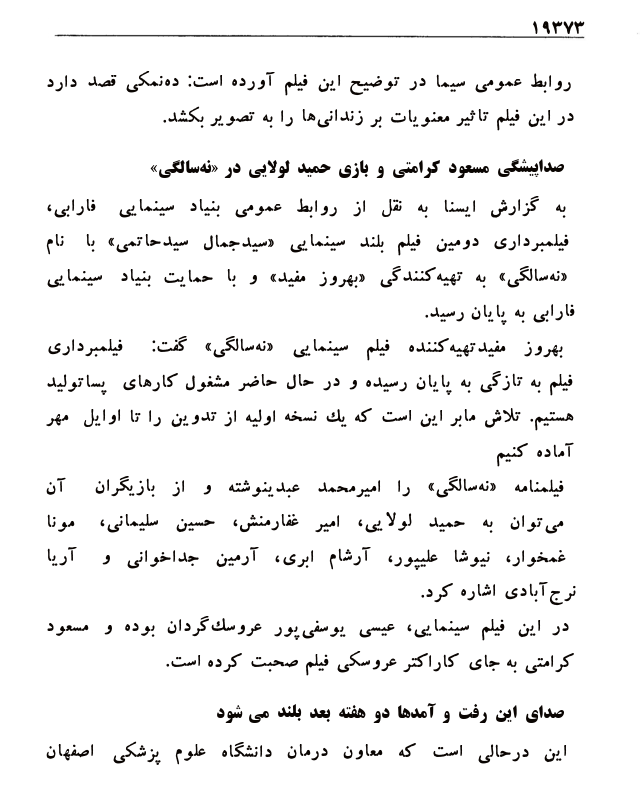 ۱۹۳۷۳
روابط عمومی سیما در توضیح این فیلم آورده است: ده‌نمکی قصد دارد
در این فیلم تاثیر معنویات بر زندانی‌ها را به تصویر بکشد.
صداپیشگی مسعود کرامتی و بازی حمید لولایی در «نه‌سالگی»
به گزارش ایسنا به نقل از روابط عمومی بنیاد سینمایی فارابی،
فیلمبرداری دومین فیلم بلند سینمایی «سیدجمال سیدحاتمی» با نام
«نه‌سالگی» به تهیه‌کنندگی «بهروز مفید» و با حمایت بنیاد سینمایی
فارابی به پایان رسید.
بهروز مفیدتهیه‌کننده فیلم سینمایی «نه‌سالگی» گفت: فیلمبرداری
فیلم به تازگی به پایان رسیده و در حال حاضر مشغول کارهای پساتولید
هستیم. تلاش مابر این است که یك نسخه اولیه از تدوین را تا اوایل مهر
آماده کنیم
فیلمنامه «نه‌سالگی» را امیرمحمد عبدینوشته و از بازیگران آن
می‌توان به حمید لولایی، امیر غفارمنش، حسین سلیمانی، مونا
غمخوار، نیوشا علیپور، آرشام ابری، آرمین جداخوانی و آریا
نرج‌آبادی اشاره کرد.
در این فیلم سینمایی، عیسی یوسفی‌پور عروسك‌گردان بوده و مسعود
کرامتی به جای کاراکتر عروسکی فیلم صحبت کرده است.
صدای این رفت و آمدها دو هفته بعد بلند می شود
این درحالی است که معاون درمان دانشگاه علوم پزشکی اصفهان